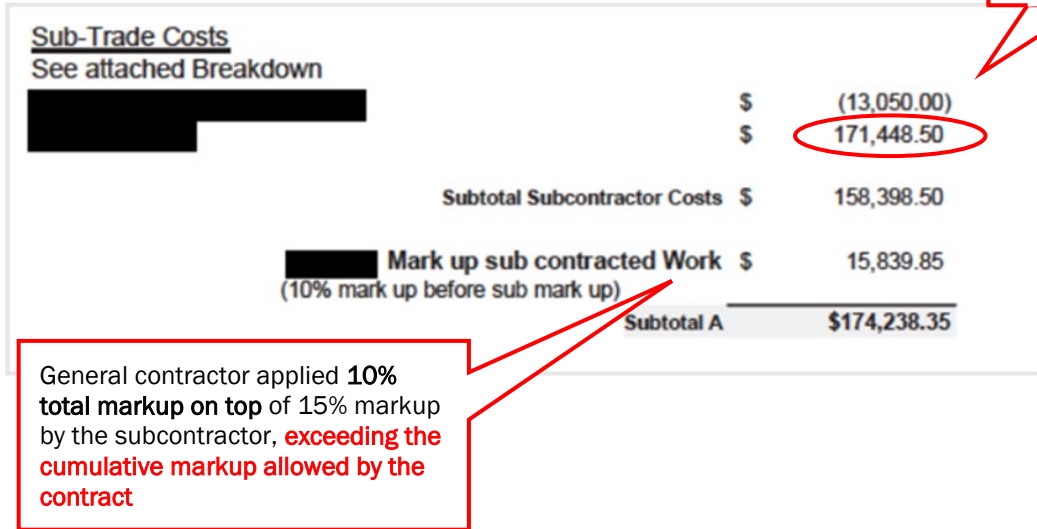 Sub-Trade Costs
See attached Breakdown
$ (13,050.00)
$ 171,448.50
Subtotal Subcontractor Costs $ 158,398.50
Mark up sub contracted Work $ 15,839.85
(10% mark up before sub mark up)
Subtotal A $174,238.35
General contractor applied 10%
total markup on top of 15% markup
by the subcontractor, exceeding the
cumulative markup allowed by the
contract